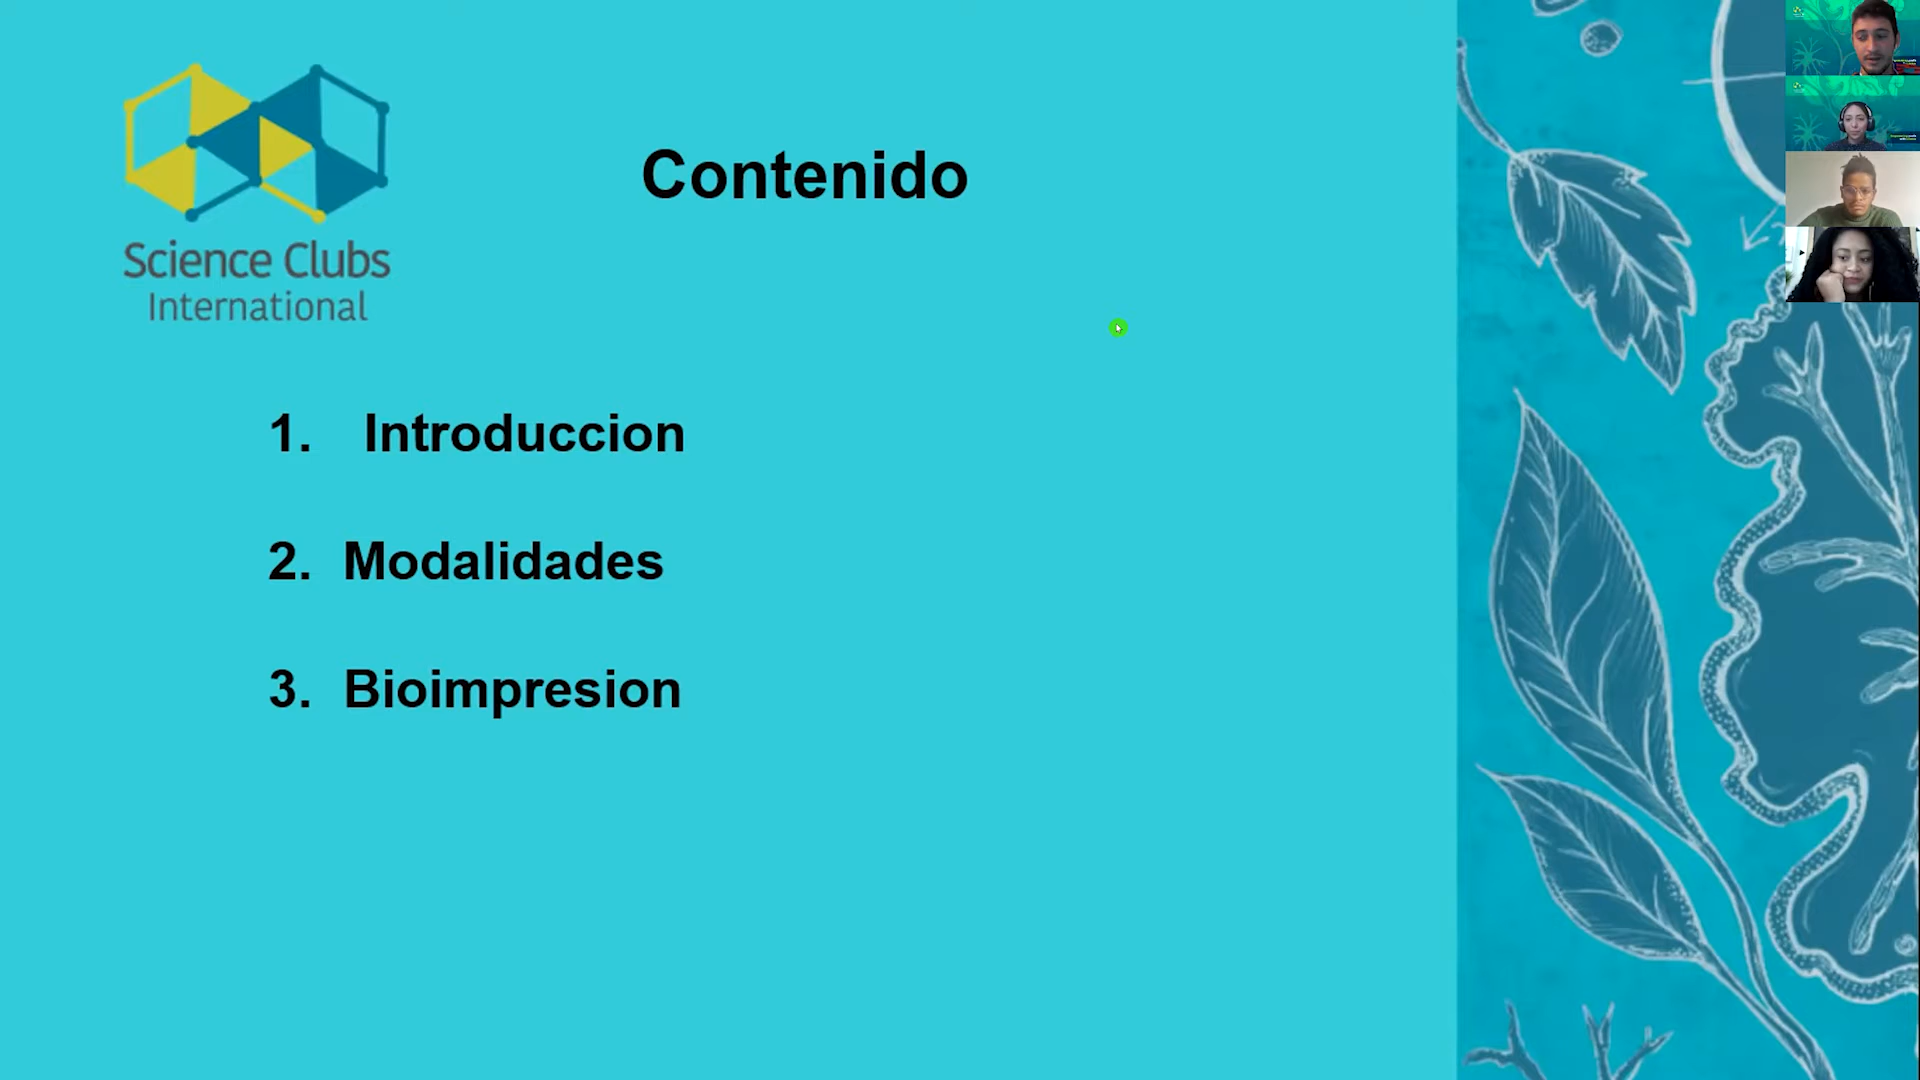 Science Clubs
International
Contenido
1. Introduccion
2. Modalidades
3. Bioimpresion